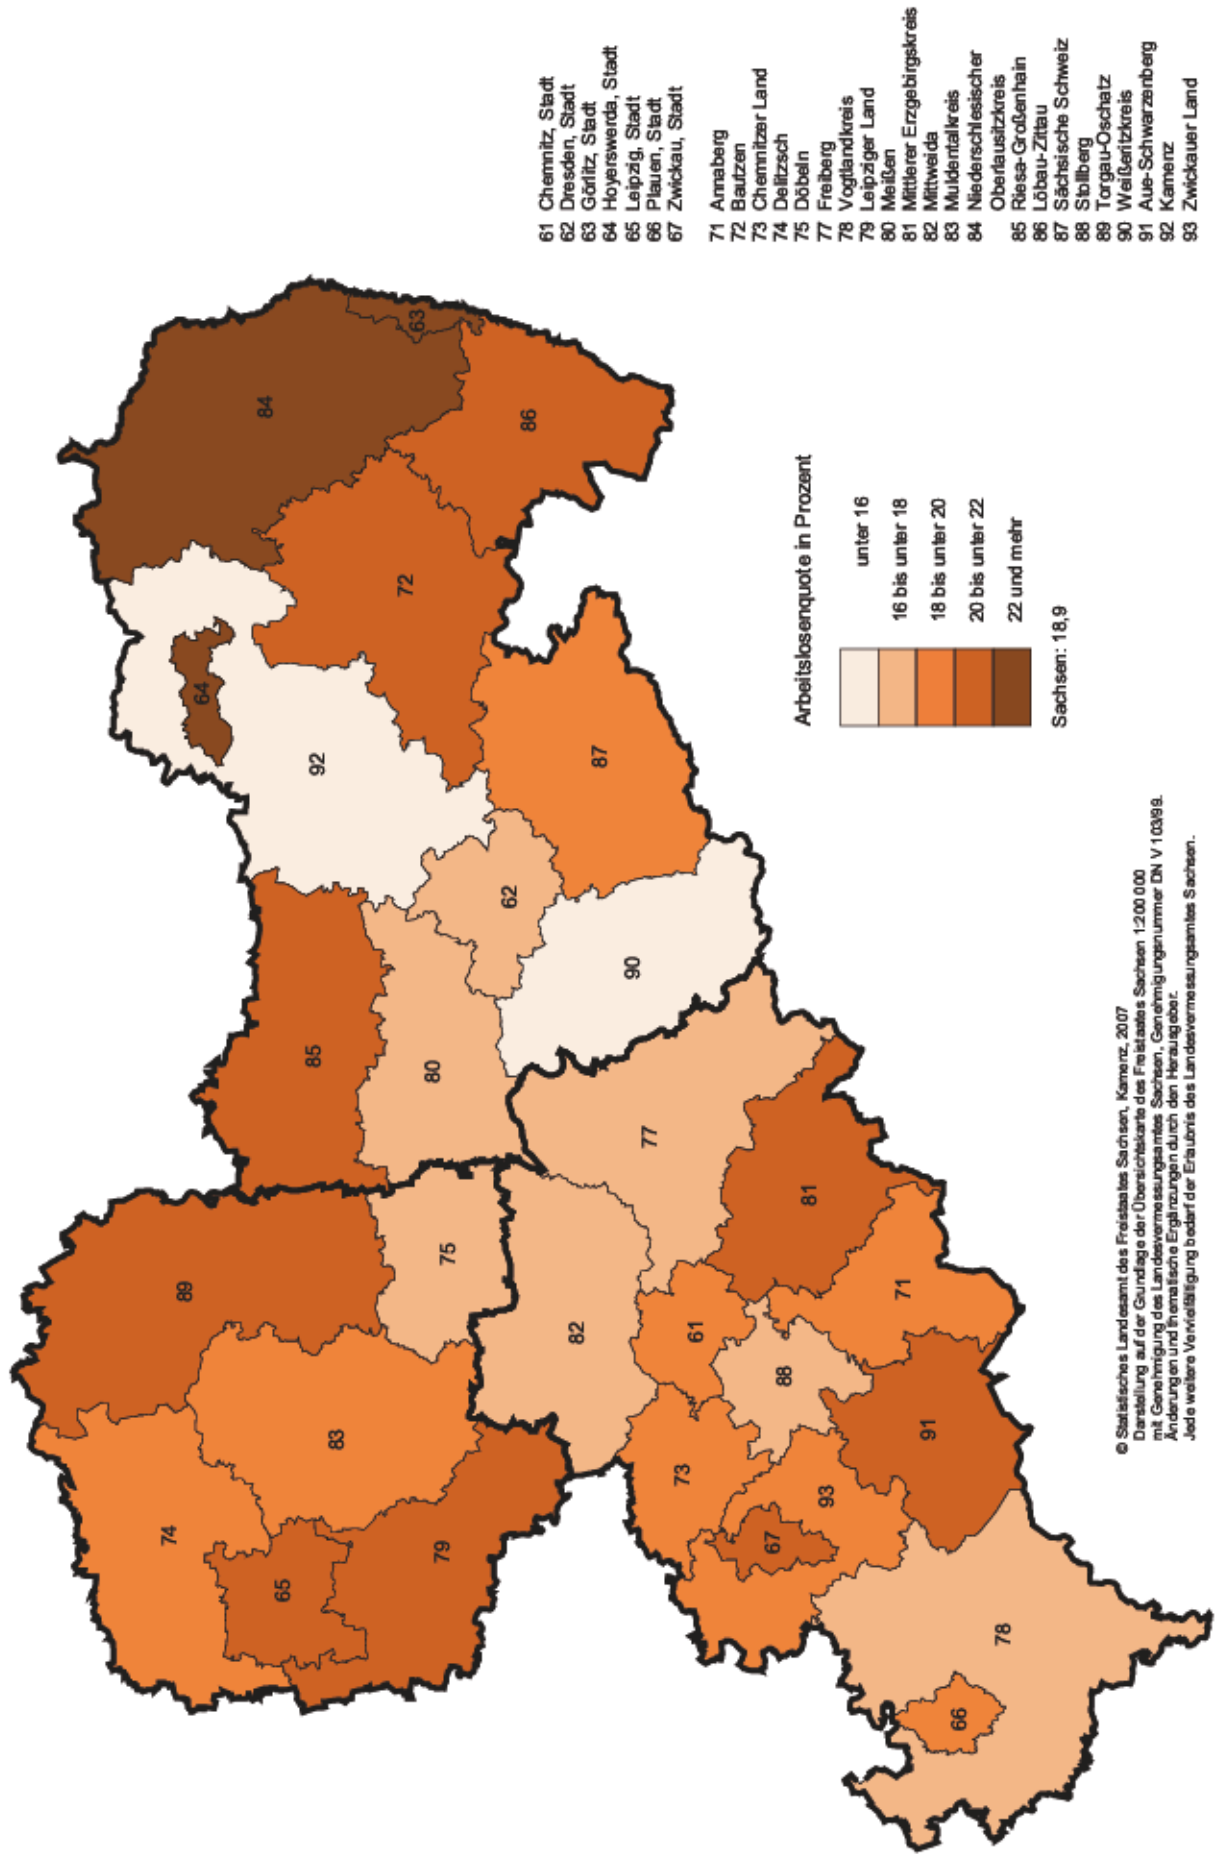 84
63
64
86
72
92
87
85
62
80
90
89
75
77
81
74
83
82
61
71
65
79
73
88
91
93
67
78
66
61 Chemnitz, Stadt
62 Dresden, Stadt
63 Görlitz, Stadt
64 Hoyerswerda, Stadt
65 Leipzig, Stadt
66 Plauen, Stadt
67 Zwickau, Stadt
71 Annaberg
72 Bautzen
73 Chemnitzer Land
74 Delitzsch
75 Döbeln
77 Freiberg
78 Vogtlandkreis
79 Leipziger Land
80 Meißen
81 Mittlerer Erzgebirgskreis
82 Mittweida
83 Muldentalkreis
84 Niederschlesischer
Oberlausitzkreis
85 Riesa-Großenhain
86 Löbau-Zittau
87 Sächsische Schweiz
88 Stollberg
89 Torgau-Oschatz
90 Weißeritzkreis
91 Aue-Schwarzenberg
92 Kamenz
93 Zwickauer Land
Arbeitslosenquote in Prozent
unter 16
16 bis unter 18
18 bis unter 20
20 bis unter 22
22 und mehr
Sachsen: 18,9
© Statistisches Landesamt des Freistaates Sachsen, Kamenz, 2007
Darstellung auf der Grundlage der Übersichtskarte des Freistaates Sachsen 1:200 000
mit Genehmigung des Landesvermessungsamtes Sachsen, Genehmigungsnummer DN V 103/99.
Änderungen und thematische Ergänzungen durch den Herausgeber.
Jede weitere Vervielfältigung bedarf der Erlaubnis des Landesvermessungsamtes Sachsen.